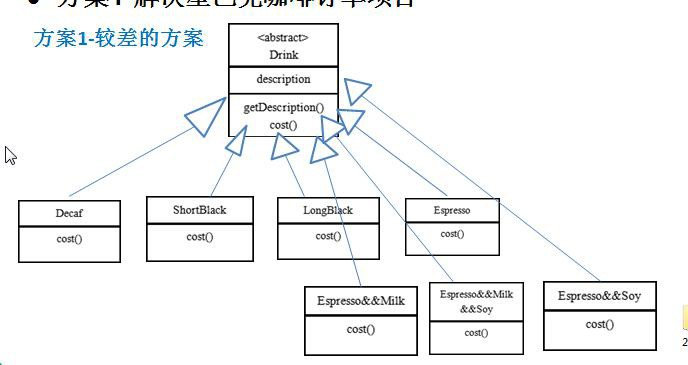 方案1-较差的方案
<abstract>
Drink
description
getDescription()
cost()
Decaf
cost()
ShortBlack
cost()
LongBlack
cost()
Espresso
cost()
Espresso&&Milk
cost()
Espresso&&Milk
&&Soy
cost()
Espresso&&Soy
cost()
2